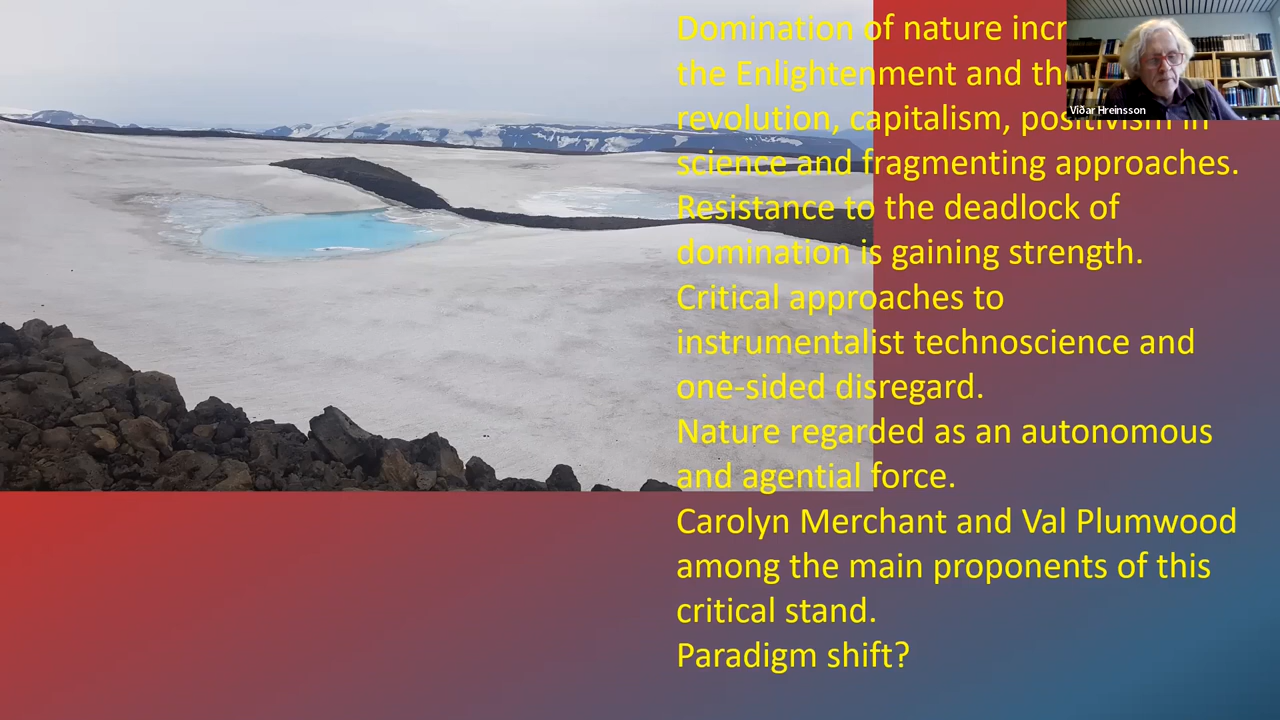 Domination of nature incr
the Enlightenment and the
revolution, capitalism, positivism in
science and fragmenting approaches.
Resistance to the deadlock of
domination is gaining strength.
Critical approaches to
instrumentalist technoscience and
one-sided disregard.
Nature regarded as an autonomous
and agential force.
Carolyn Merchant and Val Plumwood
among the main proponents of this
critical stand.
Paradigm shift?
Viðar Hreinsson